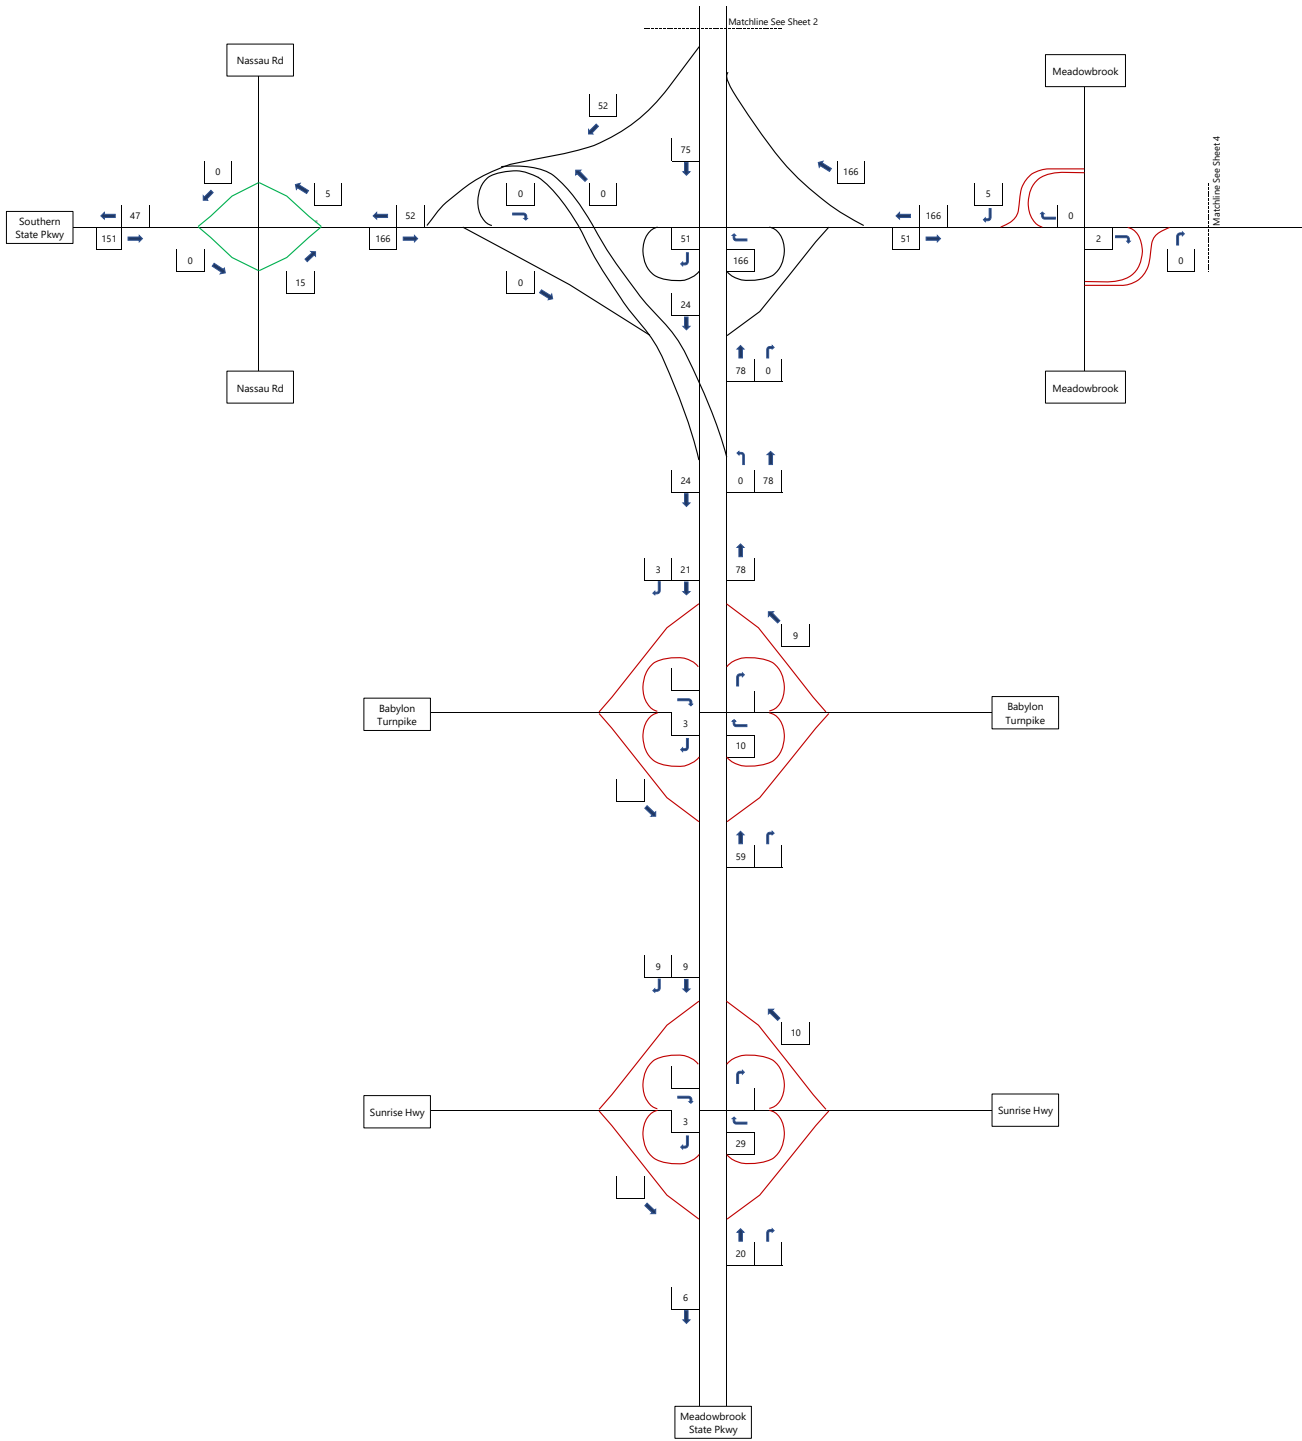 Matchline See Sheet 2
Nassau Rd
Meadowbrook
52
Matchline See Sheet 4
75
0
166
5
0
0
5
47
52
51
166
0
Southern
State Pkwy
151
166
166
51
2
0
0
15
0
24
78 0
Nassau Rd
Meadowbrook
24
0 78
3 21
78
9
Babylon
Turnpike
3
Babylon
Turnpike
10
59
9 9
10
Sunrise Hwy
3
Sunrise Hwy
29
20
6
Meadowbrook
State Pkwy